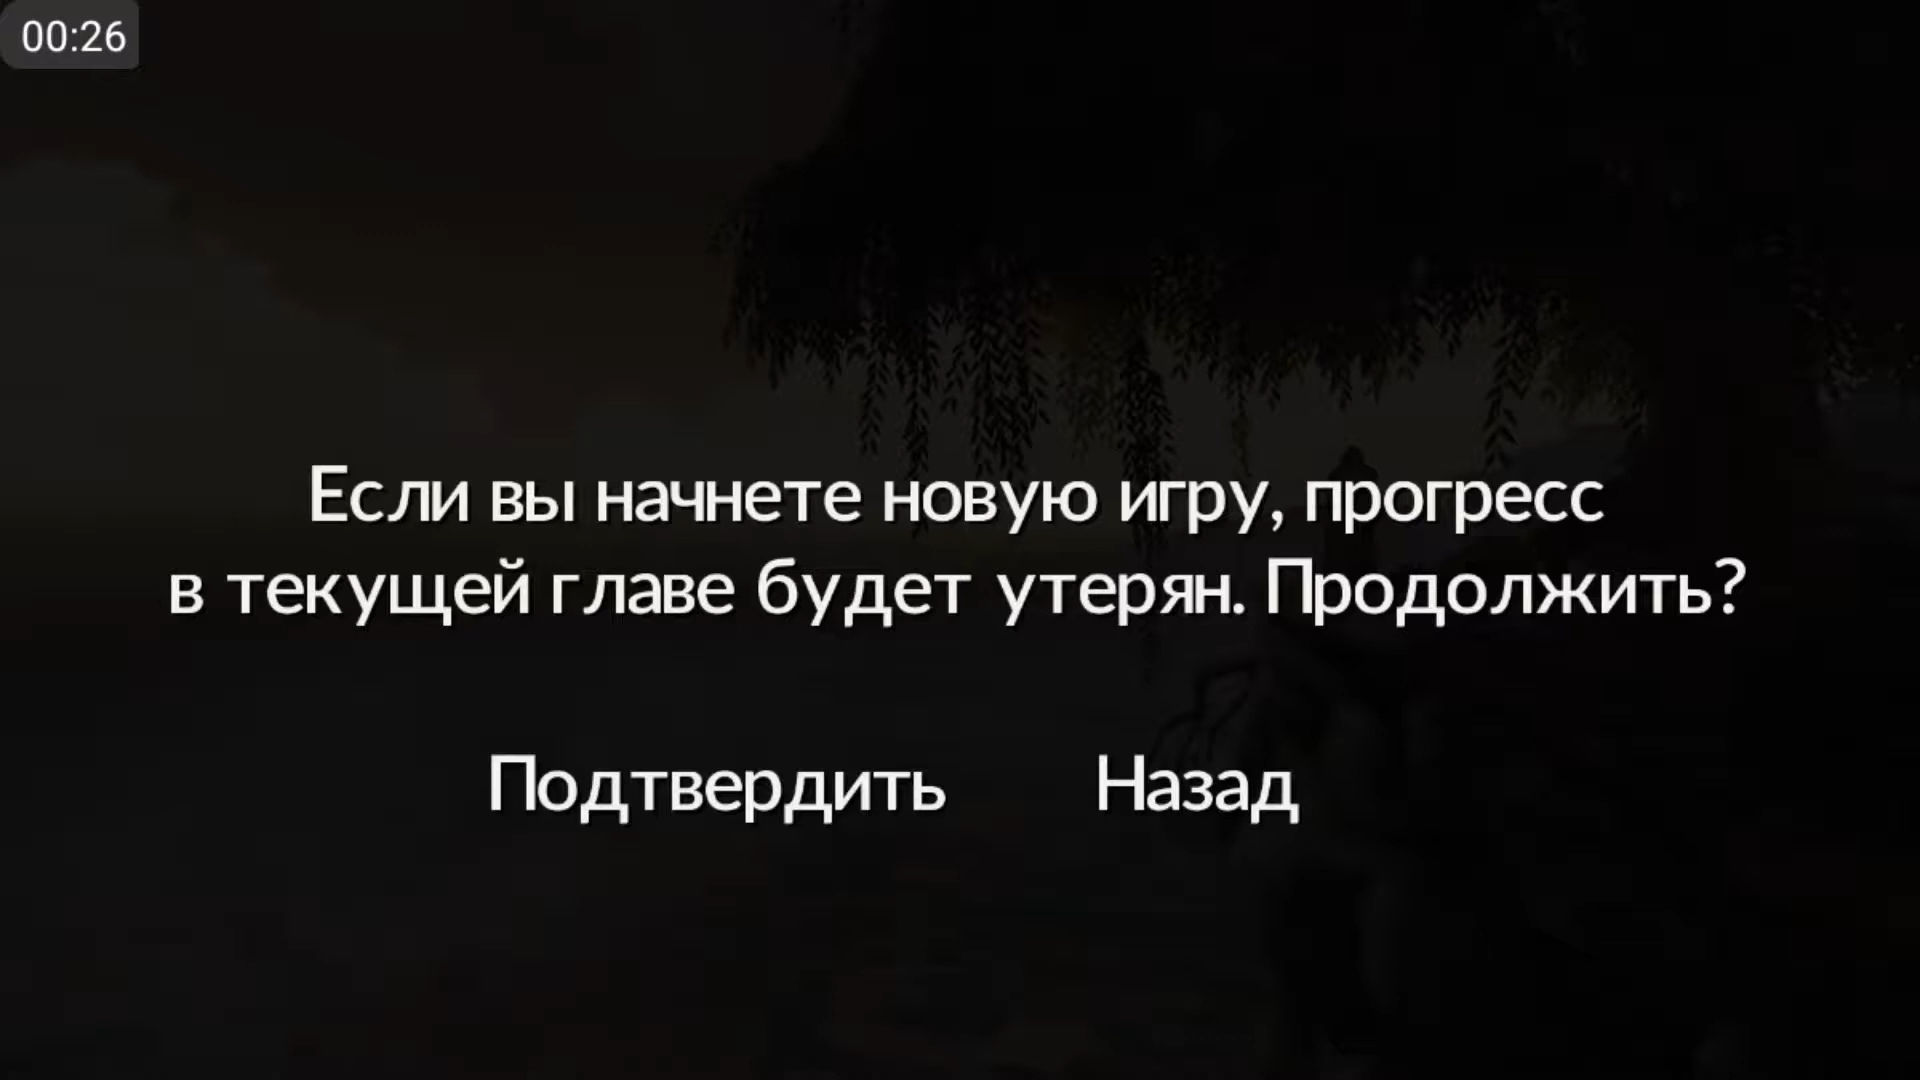 00:26
Если вы начнете новую игру, прогресс
в текущей главе будет утерян. Продолжить?
Подтвердить Назад